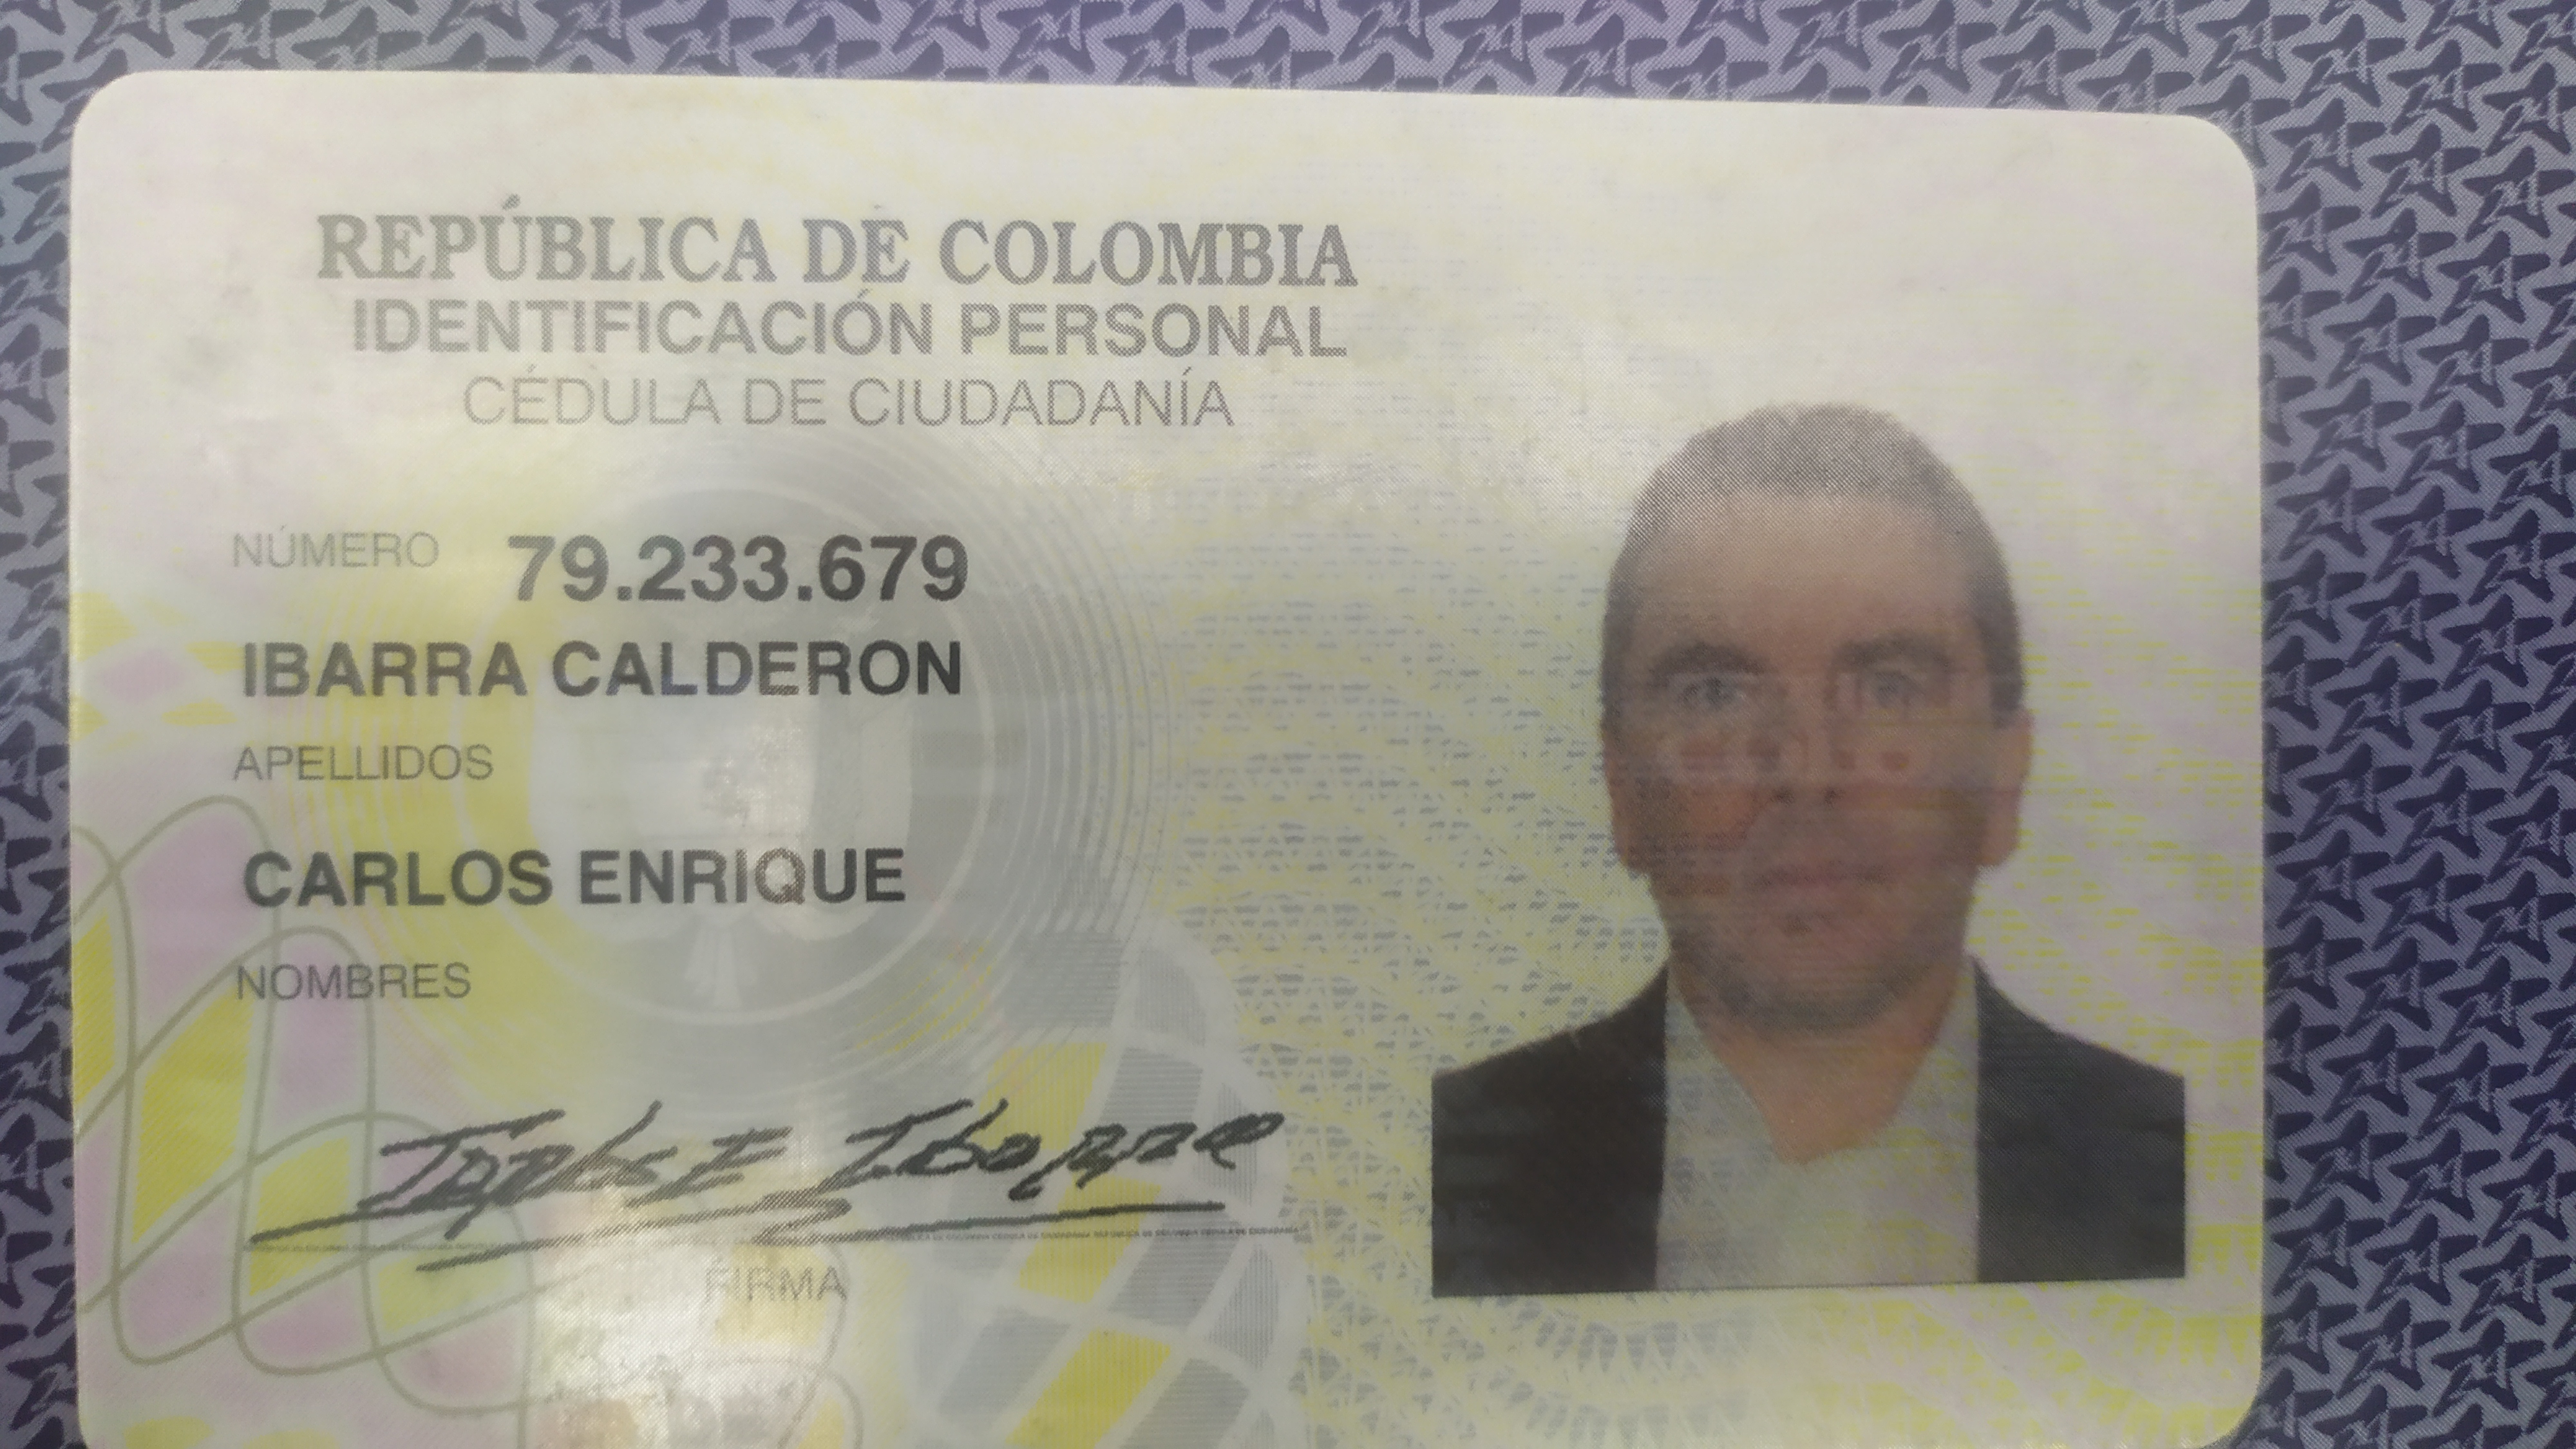 REPÚBLICA DE COLOMBIA
IDENTIFICACIÓN PERSONAL
CÉDULA DE CIUDADANÍA
NÚMERO 79.233.679
IBARRA CALDERON
APELLIDOS
CARLOS ENRIQUE
NOMBRES
FIRMA